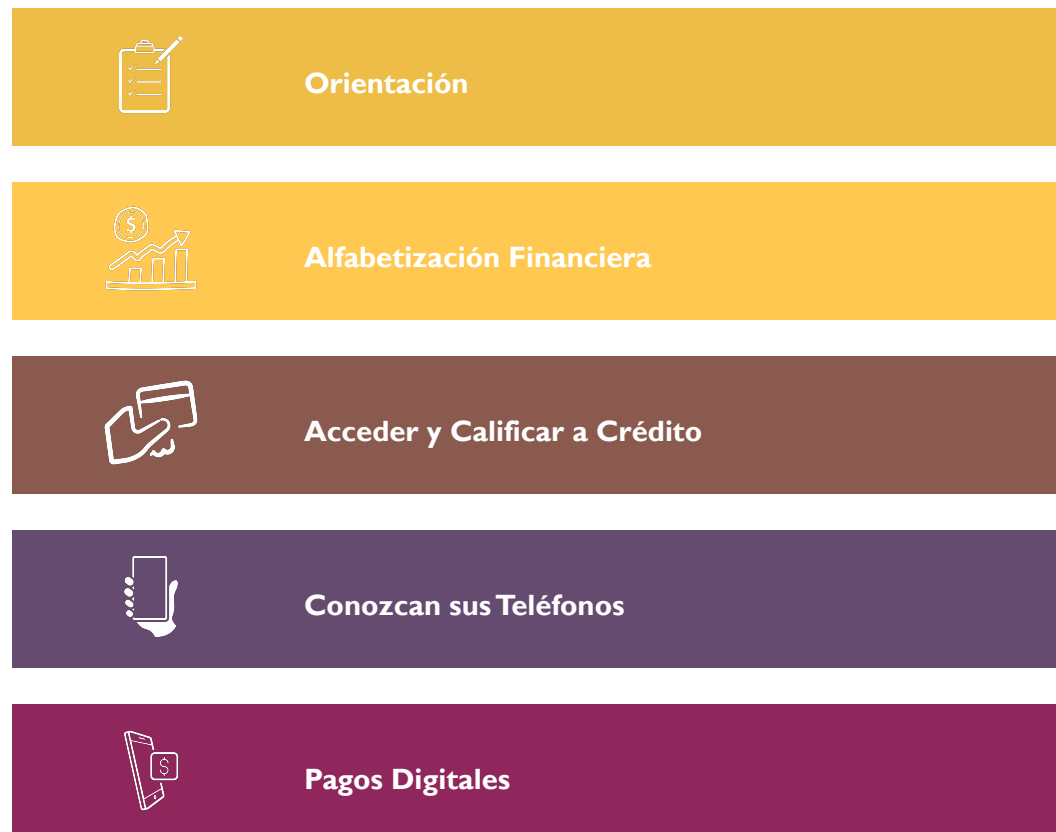 Orientación
$
Alfabetización Financiera
Acceder y Calificar a Crédito
Conozcan sus Teléfonos
$
Pagos Digitales